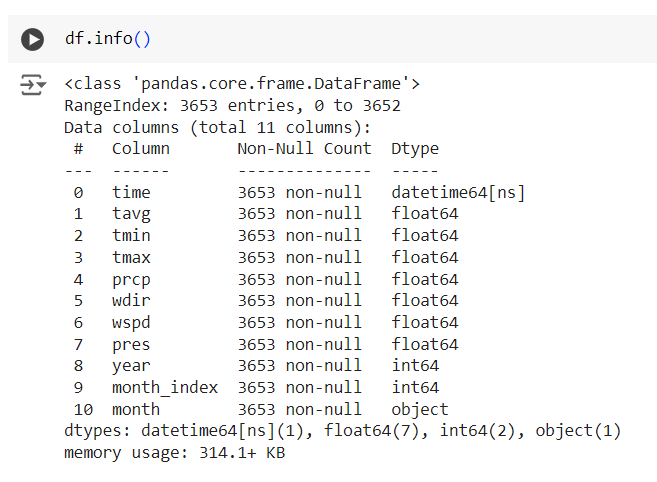 df.info()
<class 'pandas.core.frame.DataFrame'>
RangeIndex: 3653 entries, 0 to 3652
Data columns (total 11 columns):
 #   Column       Non-Null Count  Dtype
---  ------       --------------  -----
 0   time         3653 non-null   datetime64[ns]
 1   tavg         3653 non-null   float64
 2   tmin         3653 non-null   float64
 3   tmax         3653 non-null   float64
 4   prcp         3653 non-null   float64
 5   wdir         3653 non-null   float64
 6   wspd         3653 non-null   float64
 7   pres         3653 non-null   float64
 8   year         3653 non-null   int64
 9   month_index  3653 non-null   int64
 10  month        3653 non-null   object
dtypes: datetime64[ns](1), float64(7), int64(2), object(1)
memory usage: 314.1+ KB